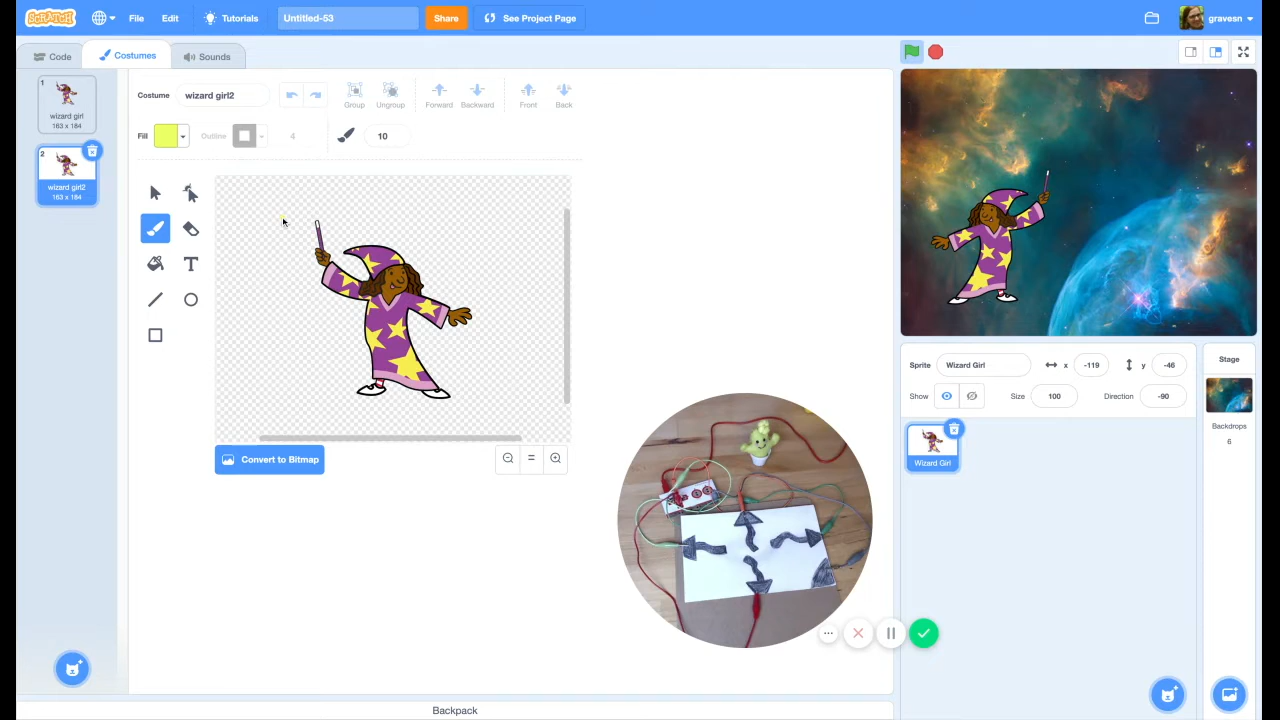 SCRATCH File Edit Tutorials Untitled-53 Share See Project Page gravesn
Code Costumes Sounds
1
wizard girl
163 x 184
2
wizard girl2
163 x 184
Costume wizard girl2 Group Ungroup Forward Backward Front Back
Fill Outline 4 10
T
Convert to Bitmap
Sprite Wizard Girl x -119 y -46
Show Size 100 Direction -90
Wizard Girl
Stage
Backdrops
6
Backpack